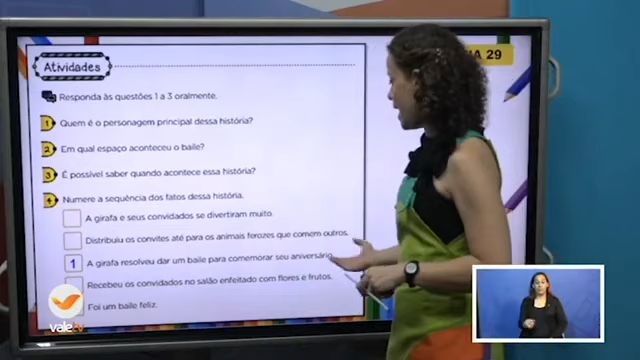 Atividades
INA 29
Responda às questões 1 a 3 oralmente.
1 Quem é o personagem principal dessa história?
2 Em qual espaço aconteceu o baile?
3 É possível saber quando acontece essa história?
4 Numere a sequência dos fatos dessa história.
A girafa e seus convidados se divertiram muito.
Distribuiu os convites até para os animais ferozes que comem outros.
1 A girafa resolveu dar um baile para comemorar seu aniversário.
Recebeu os convidados no salão enfeitado com flores e frutos.
Foi um baile feliz.
valetv